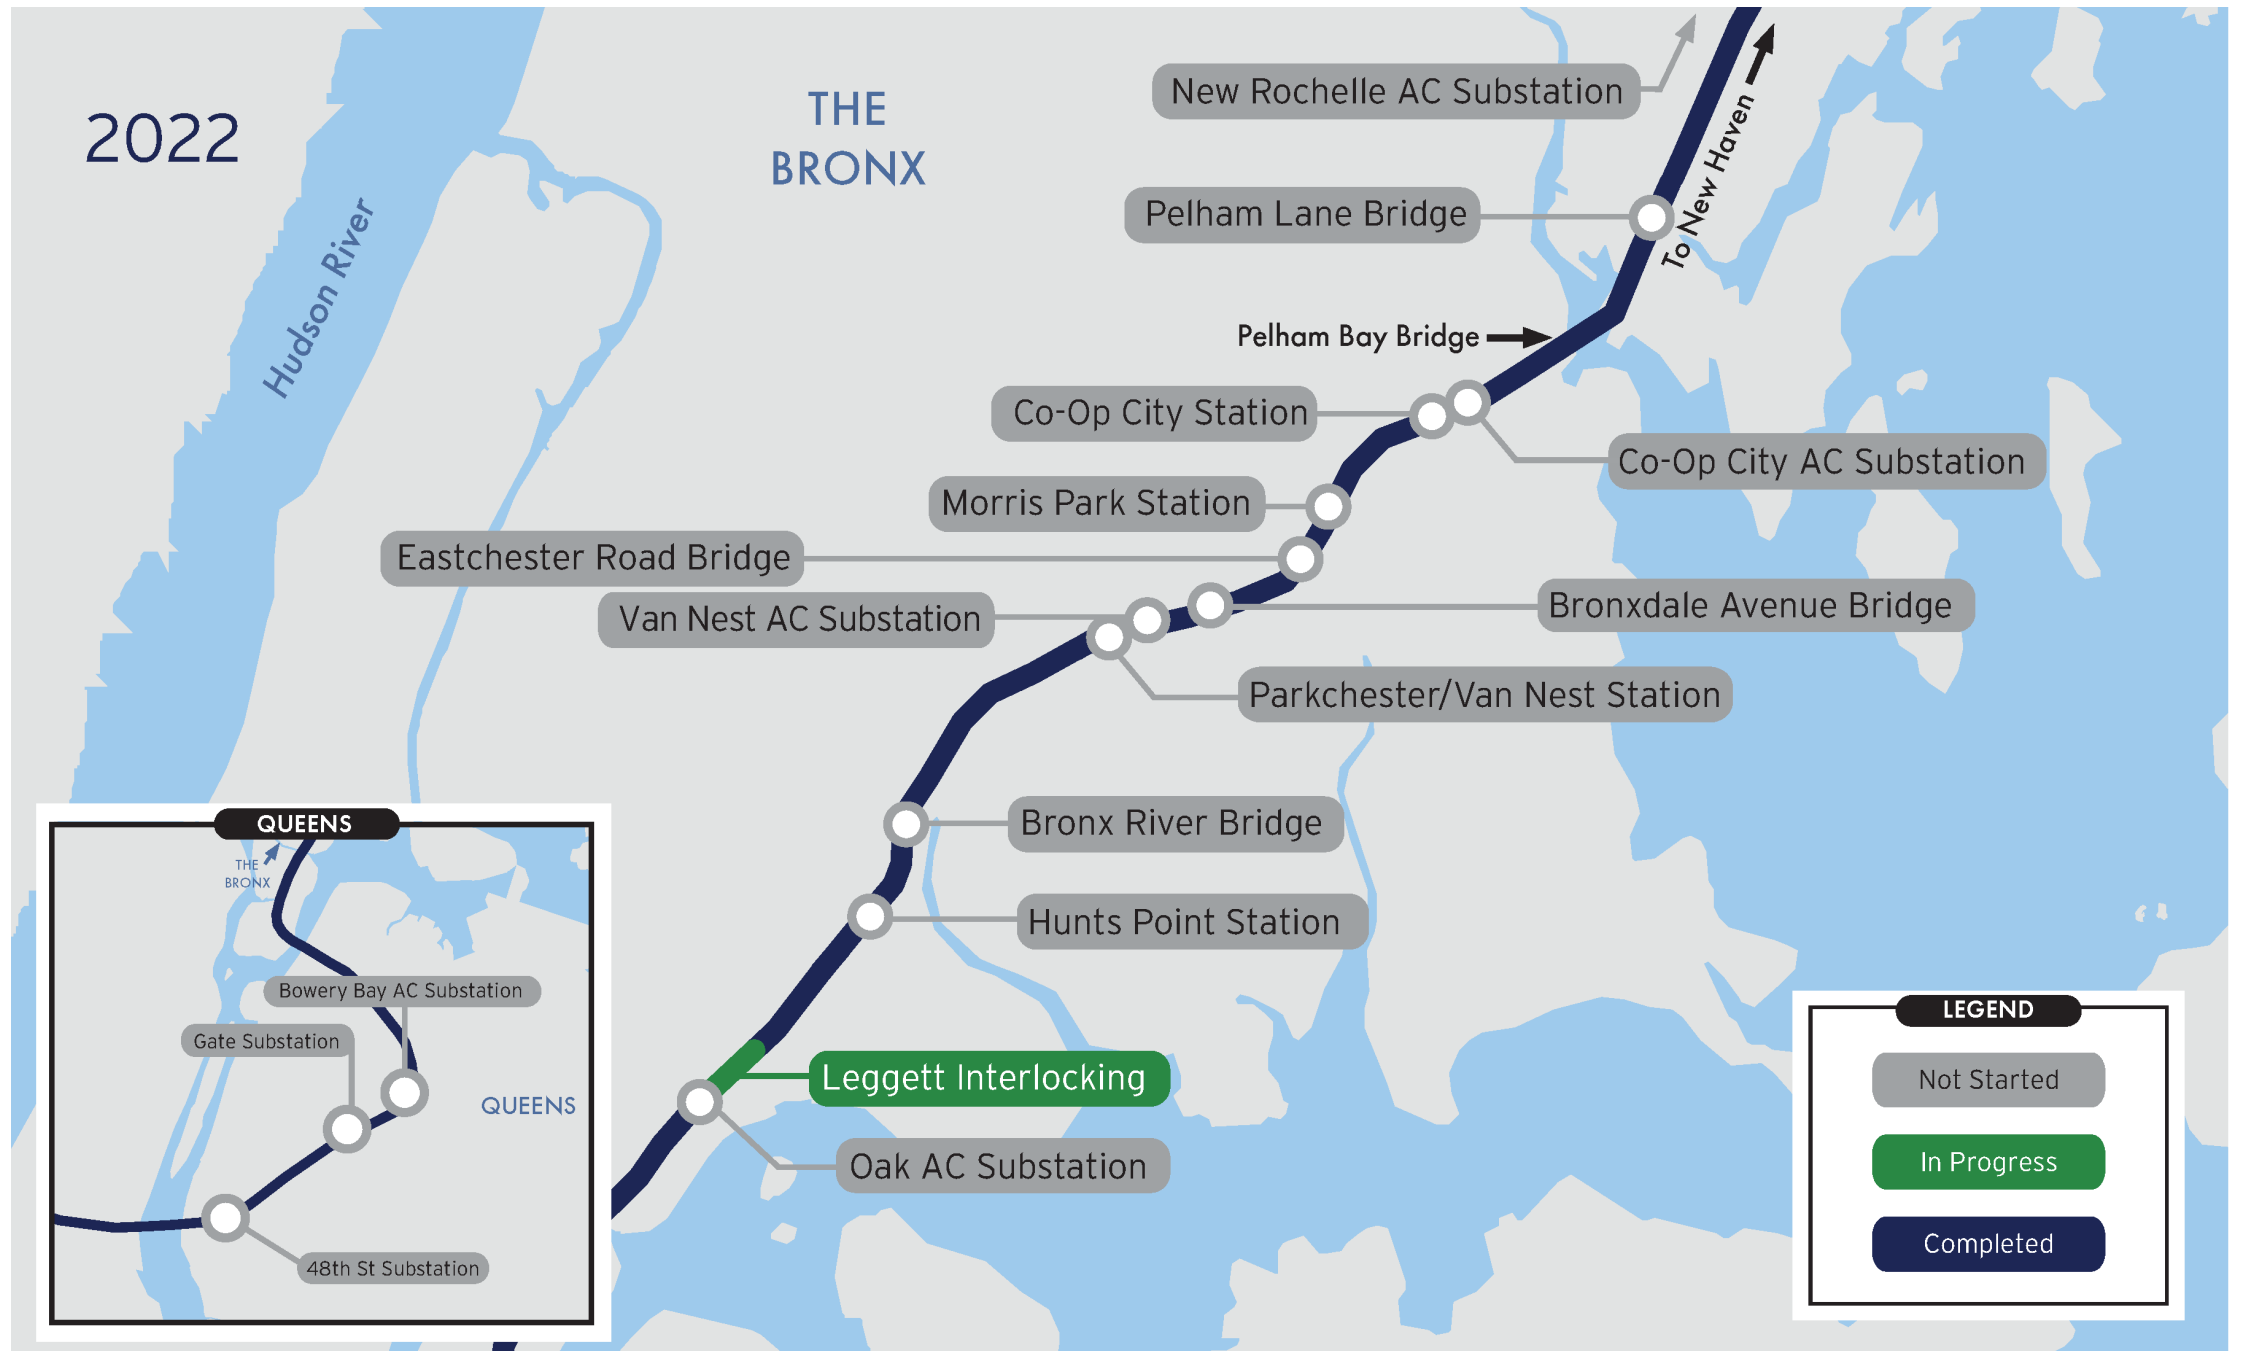 2022
THE
BRONX
Hudson River
New Rochelle AC Substation
To New Haven
Pelham Lane Bridge
Pelham Bay Bridge
Co-Op City Station
Co-Op City AC Substation
Morris Park Station
Eastchester Road Bridge
Van Nest AC Substation
Bronxdale Avenue Bridge
Parkchester/Van Nest Station
Bronx River Bridge
Hunts Point Station
Leggett Interlocking
Oak AC Substation
QUEENS
THE
BRONX
Bowery Bay AC Substation
Gate Substation
QUEENS
48th St Substation
LEGEND
Not Started
In Progress
Completed